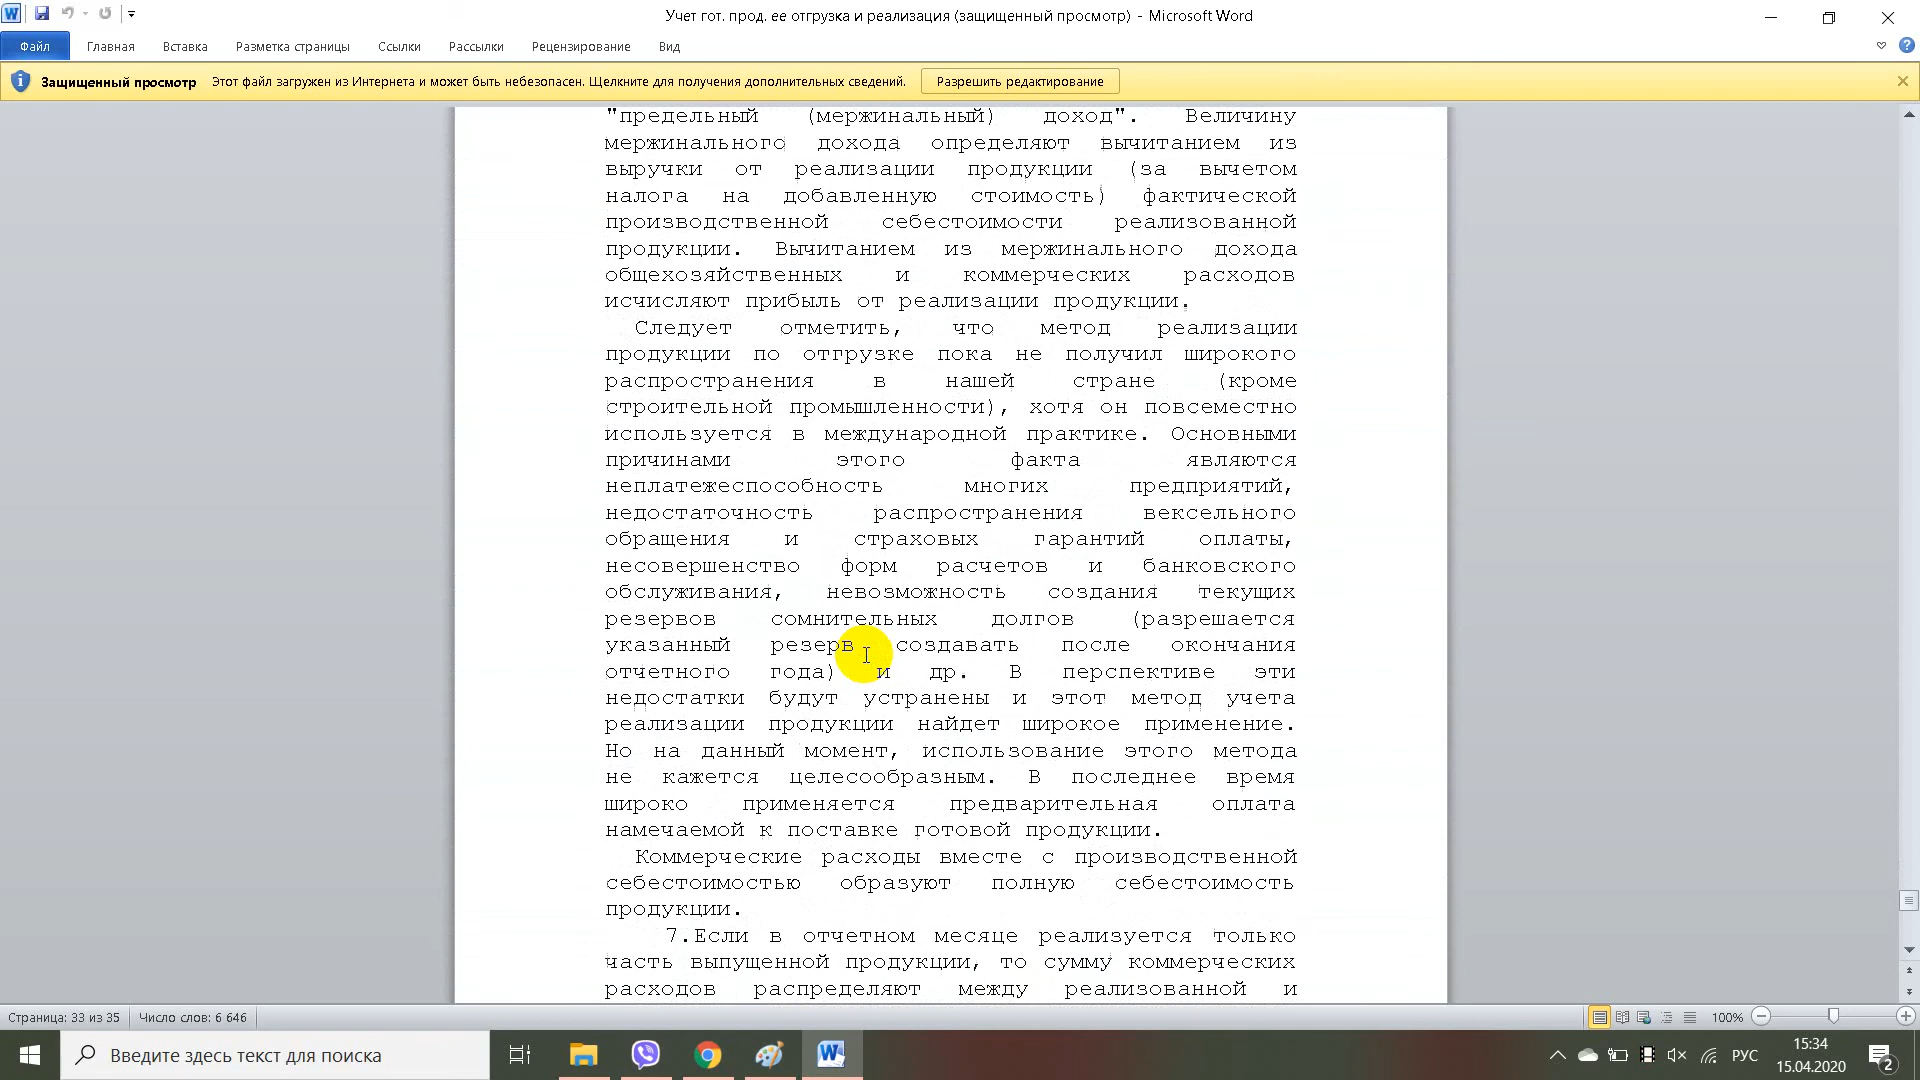 Учет гот. прод. ее отгрузка и реализация (защищенный просмотр) - Microsoft Word
Файл Главная Вставка Разметка страницы Ссылки Рассылки Рецензирование Вид
Защищенный просмотр Этот файл загружен из Интернета и может быть небезопасен. Щелкните для получения дополнительных сведений. Разрешить редактирование
"предельный (мержинальный) доход". Величину
мержинального дохода определяют вычитанием из
выручки от реализации продукции (за вычетом
налога на добавленную стоимость) фактической
производственной себестоимости реализованной
продукции. Вычитанием из мержинального дохода
общехозяйственных и коммерческих расходов
исчисляют прибыль от реализации продукции.
Следует отметить, что метод реализации
продукции по отгрузке пока не получил широкого
распространения в нашей стране (кроме
строительной промышленности), хотя он повсеместно
используется в международной практике. Основными
причинами этого факта являются
неплатежеспособность многих предприятий,
недостаточность распространения вексельного
обращения и страховых гарантий оплаты,
несовершенство форм расчетов и банковского
обслуживания, невозможность создания текущих
резервов сомнительных долгов (разрешается
указанный резерв создавать после окончания
отчетного года) и др. В перспективе эти
недостатки будут устранены и этот метод учета
реализации продукции найдет широкое применение.
Но на данный момент, использование этого метода
не кажется целесообразным. В последнее время
широко применяется предварительная оплата
намечаемой к поставке готовой продукции.
Коммерческие расходы вместе с производственной
себестоимостью образуют полную себестоимость
продукции.
7.Если в отчетном месяце реализуется только
часть выпущенной продукции, то сумму коммерческих
расходов распределяют между реализованной и
Страница: 33 из 35 Число слов: 6 646 100%
Введите здесь текст для поиска РУС 15:34
15.04.2020 2